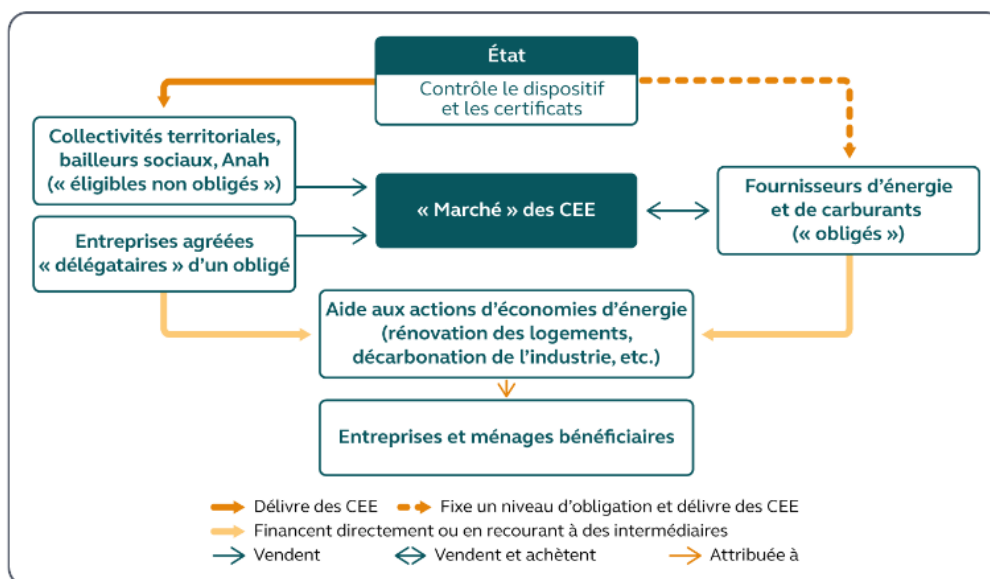 État
Contrôle le dispositif
et les certificats
Collectivités territoriales,
bailleurs sociaux, Anah
(« éligibles non obligés »)
« Marché » des CEE
Fournisseurs d’énergie
et de carburants
(« obligés »)
Entreprises agréées
« délégataires » d’un obligé
Aide aux actions d’économies d’énergie
(rénovation des logements,
décarbonation de l’industrie, etc.)
Entreprises et ménages bénéficiaires
Délivre des CEE
Fixe un niveau d’obligation et délivre des CEE
Financent directement ou en recourant à des intermédiaires
Vendent
Vendent et achètent
Attribuée à